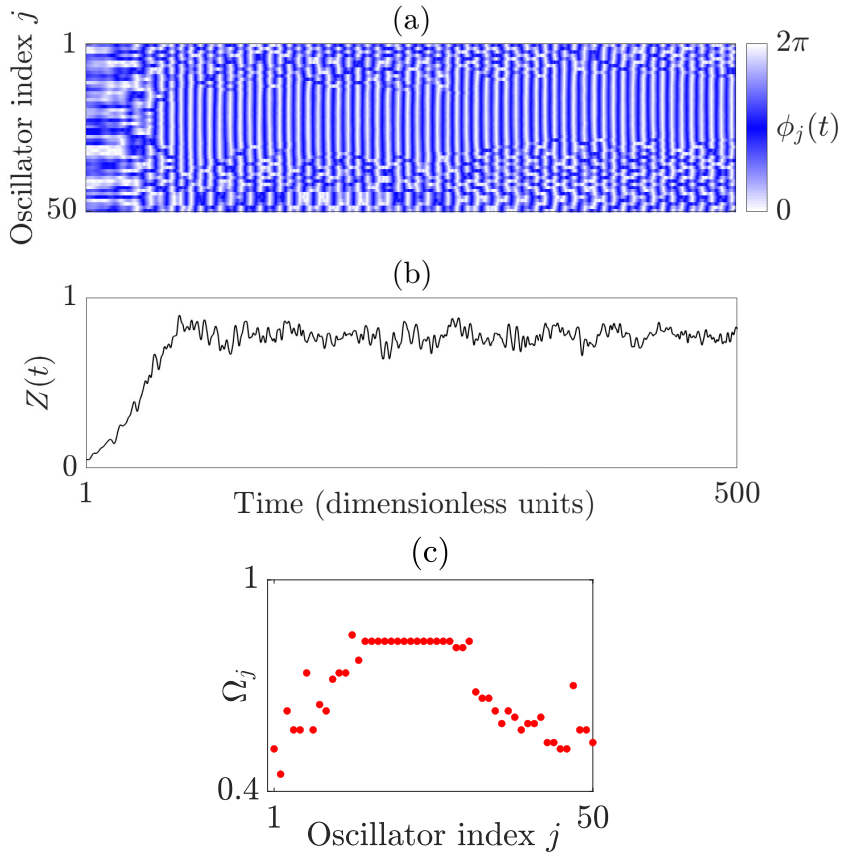 (a)
Oscillator index j
1
50
2π
ϕj(t)
0
(b)
Z(t)
1
0
1
500
Time (dimensionless units)
(c)
Ωj
1
0.4
1
50
Oscillator index j